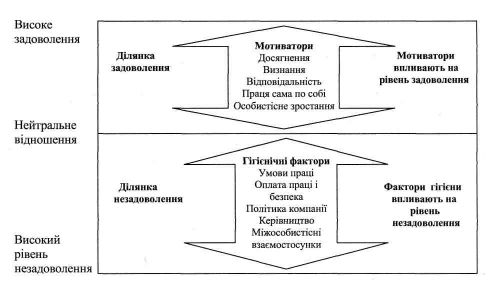 Високе
задоволення
Ділянка
задоволення
Мотиватори
Досягнення
Визнання
Відповідальність
Праця сама по собі
Особистісне зростання
Мотиватори
впливають на
рівень задоволення
Нейтральне
відношення
Ділянка
незадоволення
Гігієнічні фактори
Умови праці
Оплата праці і
безпека
Політика компанії
Керівництво
Міжособистісні
взаємостосунки
Фактори гігієни
впливають на
рівень
незадоволення
Високий
рівень
незадоволення